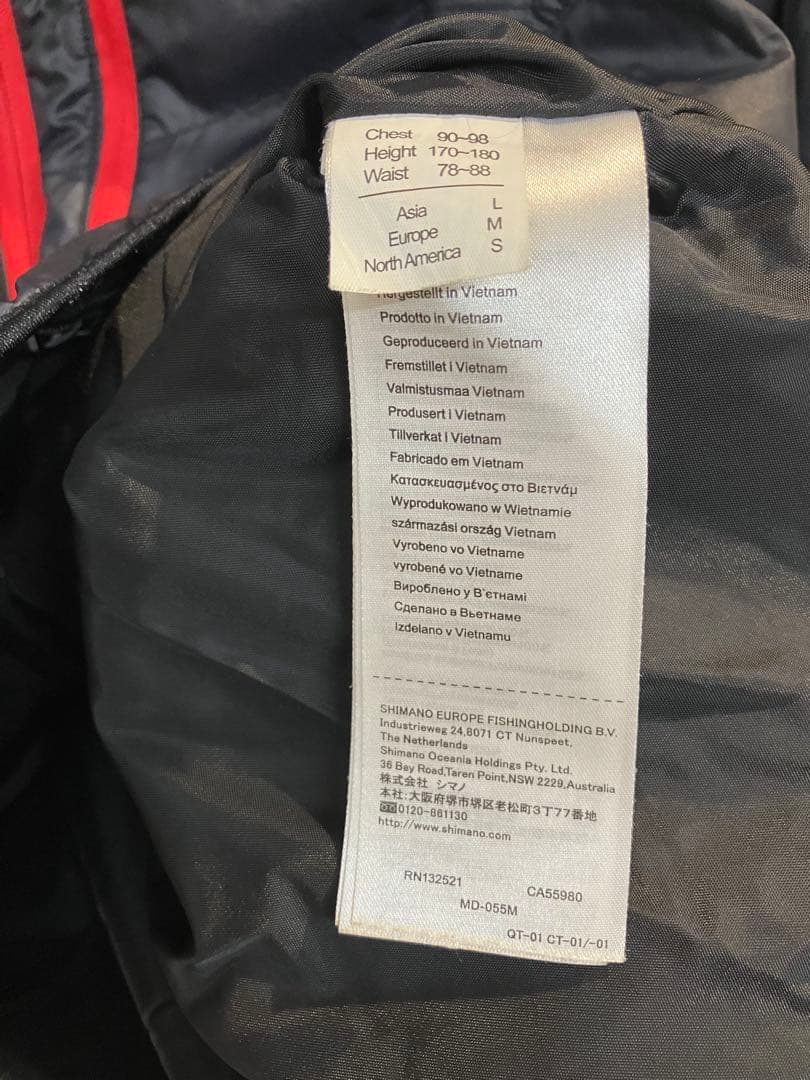 Chest 90~98
Height 170~180
Waist 78~88
Asia L
Europe M
North America S
Hergestellt in Vietnam
Prodotto in Vietnam
Geproduceerd in Vietnam
Fremstillet i Vietnam
Valmistusmaa Vietnam
Produsert i Vietnam
Tillverkat i Vietnam
Fabricado em Vietnam
Κατασκευασμένος στο Βιετνάμ
Wyprodukowano w Wietnamie
származási ország Vietnam
Vyrobeno vo Vietname
vyrobené vo Vietname
Вироблено у В`єтнамі
Сделано в Вьетнаме
Izdelano v Vietnamu
SHIMANO EUROPE FISHINGHOLDING B.V.
Industrieweg 24,8071 CT Nunspeet,
The Netherlands
Shimano Oceania Holdings Pty. Ltd.
36 Bay Road,Taren Point,NSW 2229,Australia
株式会社 シマノ
本社:大阪府堺市堺区老松町3丁77番地
0120-861130
http://www.shimano.com
RN132521 CA55980
MD-055M
QT-01 CT-01/-01